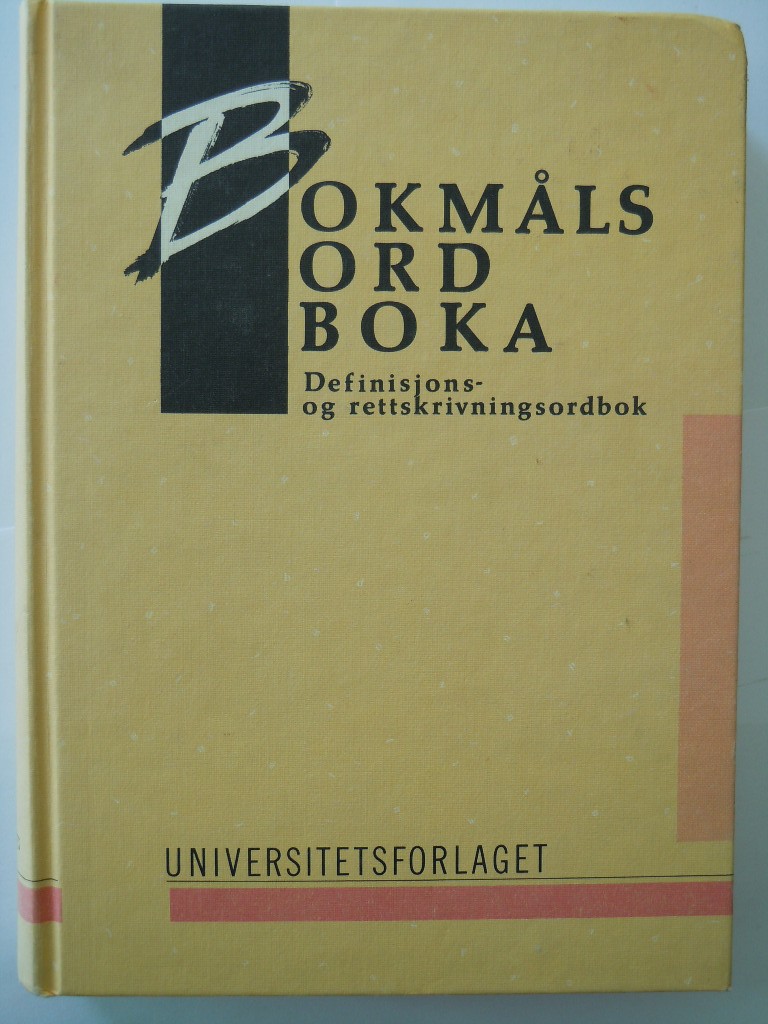 BOKMÅLS
ORD
BOKA
Definisjons-
og rettskrivningsordbok
UNIVERSITETSFORLAGET